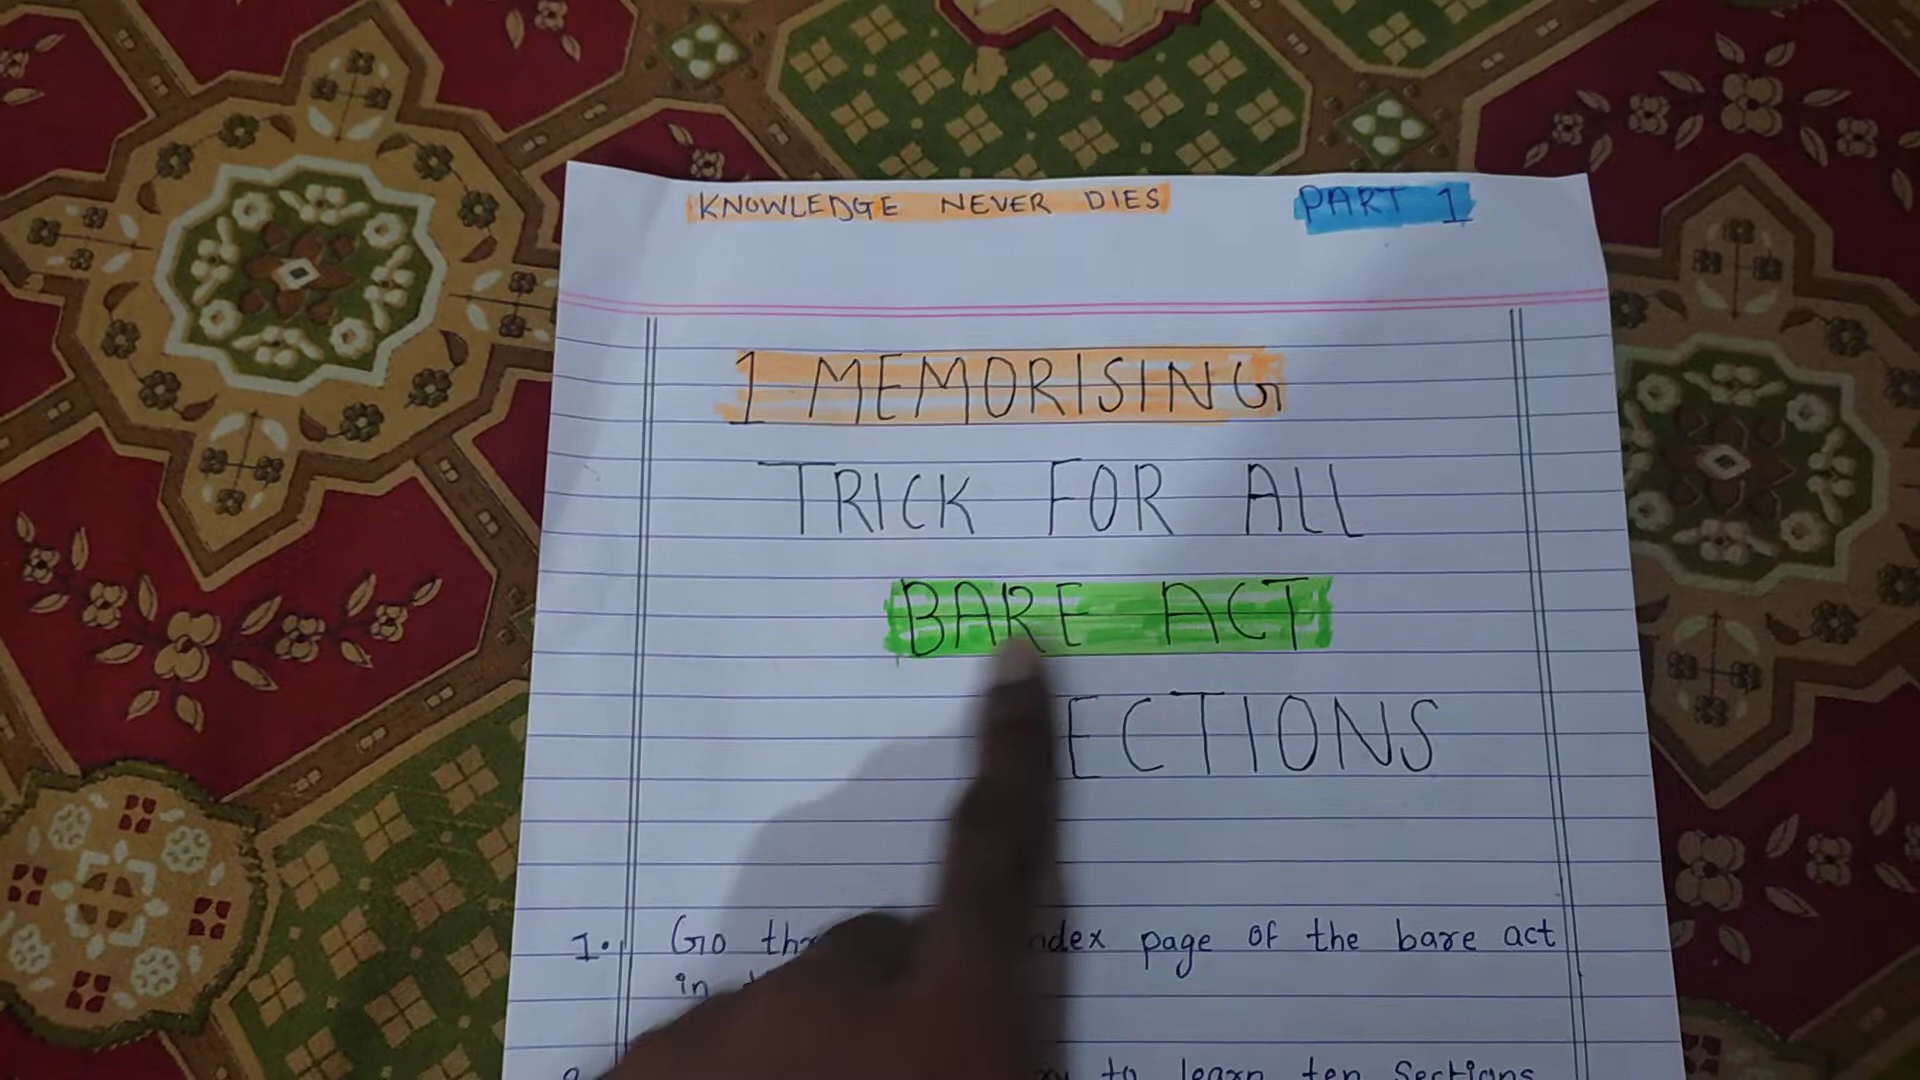 KNOWLEDGE NEVER DIES PART 1
1 MEMORISING
TRICK FOR ALL
BARE ACT
ECTIONS
1. Go page of the bare act
in
to learn ten Sections